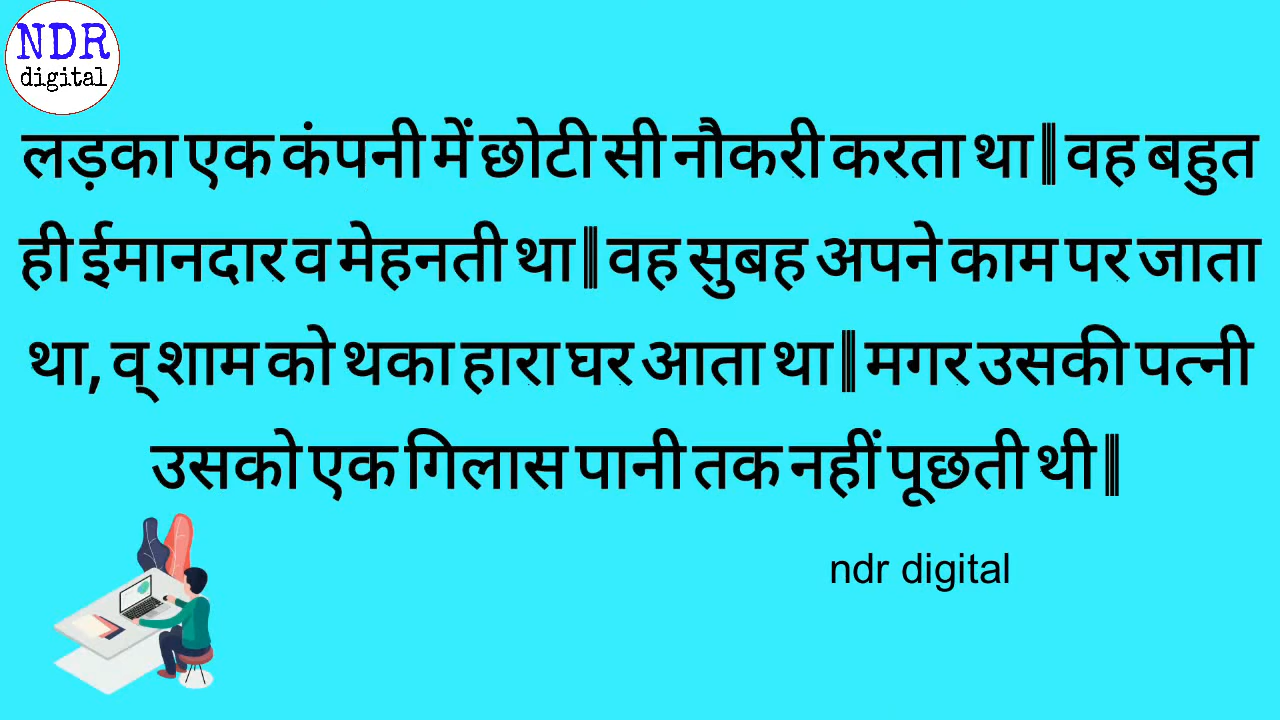 NDR
digital
लड़का एक कंपनी में छोटी सी नौकरी करता था॥ वह बहुत
ही ईमानदार व मेहनती था॥ वह सुबह अपने काम पर जाता
था, व् शाम को थका हारा घर आता था॥ मगर उसकी पत्नी
उसको एक गिलास पानी तक नहीं पूछती थी॥
ndr digital